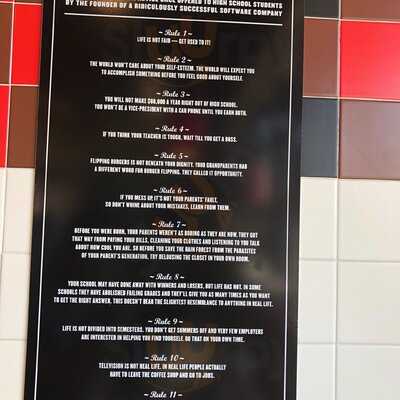 ONCE OFFERED TO HIGH SCHOOL STUDENTS
BY THE FOUNDER OF A RIDICULOUSLY SUCCESSFUL SOFTWARE COMPANY
~ Rule 1 ~
LIFE IS NOT FAIR — GET USED TO IT!
~ Rule 2 ~
THE WORLD WON'T CARE ABOUT YOUR SELF-ESTEEM. THE WORLD WILL EXPECT YOU
TO ACCOMPLISH SOMETHING BEFORE YOU FEEL GOOD ABOUT YOURSELF.
~ Rule 3 ~
YOU WILL NOT MAKE $60,000 A YEAR RIGHT OUT OF HIGH SCHOOL.
YOU WON'T BE A VICE-PRESIDENT WITH A CAR PHONE UNTIL YOU EARN BOTH.
~ Rule 4 ~
IF YOU THINK YOUR TEACHER IS TOUGH, WAIT TILL YOU GET A BOSS.
~ Rule 5 ~
FLIPPING BURGERS IS NOT BENEATH YOUR DIGNITY. YOUR GRANDPARENTS HAD
A DIFFERENT WORD FOR BURGER FLIPPING. THEY CALLED IT OPPORTUNITY.
~ Rule 6 ~
IF YOU MESS UP, IT'S NOT YOUR PARENTS' FAULT,
SO DON'T WHINE ABOUT YOUR MISTAKES, LEARN FROM THEM.
~ Rule 7 ~
BEFORE YOU WERE BORN, YOUR PARENTS WEREN'T AS BORING AS THEY ARE NOW. THEY GOT
THAT WAY FROM PAYING YOUR BILLS, CLEANING YOUR CLOTHES AND LISTENING TO YOU TALK
ABOUT HOW COOL YOU ARE. SO BEFORE YOU SAVE THE RAIN FOREST FROM THE PARASITES
OF YOUR PARENT'S GENERATION, TRY DELOUSING THE CLOSET IN YOUR OWN ROOM.
~ Rule 8 ~
YOUR SCHOOL MAY HAVE DONE AWAY WITH WINNERS AND LOSERS, BUT LIFE HAS NOT. IN SOME
SCHOOLS THEY HAVE ABOLISHED FAILING GRADES AND THEY'LL GIVE YOU AS MANY TIMES AS YOU WANT
TO GET THE RIGHT ANSWER. THIS DOESN'T BEAR THE SLIGHTEST RESEMBLANCE TO ANYTHING IN REAL LIFE.
~ Rule 9 ~
LIFE IS NOT DIVIDED INTO SEMESTERS. YOU DON'T GET SUMMERS OFF AND VERY FEW EMPLOYERS
ARE INTERESTED IN HELPING YOU FIND YOURSELF. DO THAT ON YOUR OWN TIME.
~ Rule 10 ~
TELEVISION IS NOT REAL LIFE. IN REAL LIFE PEOPLE ACTUALLY
HAVE TO LEAVE THE COFFEE SHOP AND GO TO JOBS.
~ Rule 11 ~